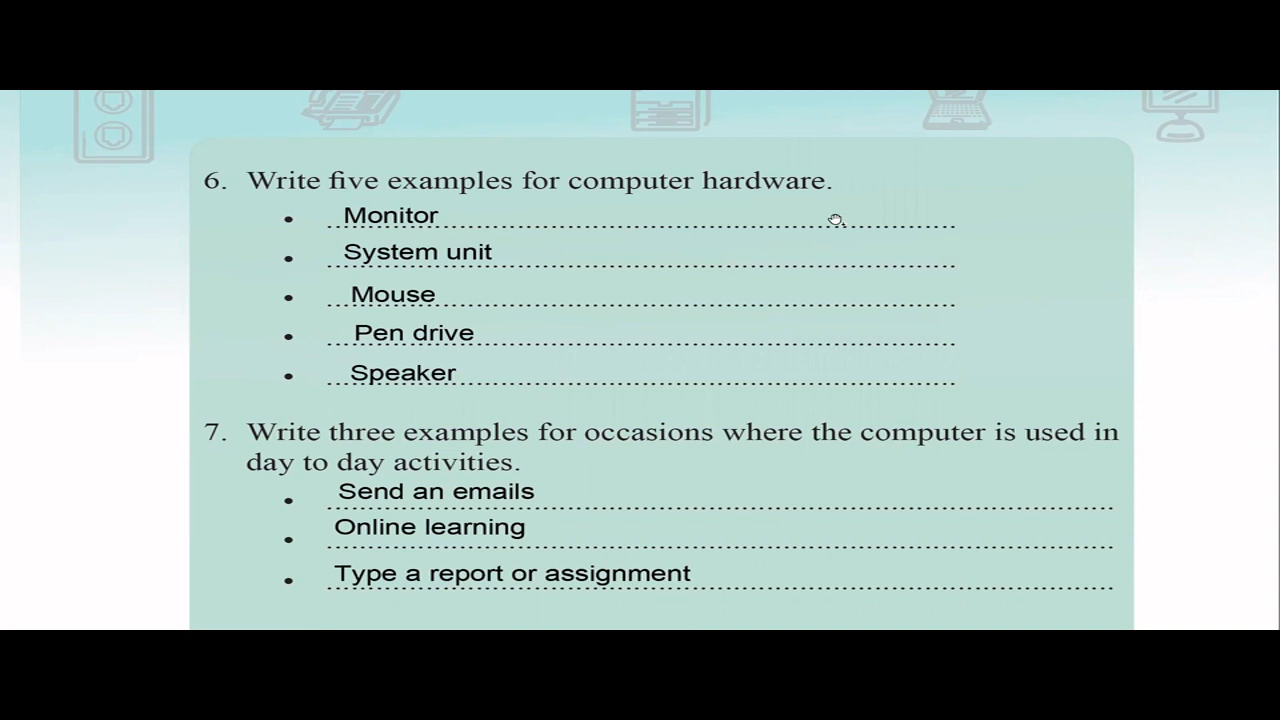 6. Write five examples for computer hardware.
• Monitor
• System unit
• Mouse
• Pen drive
• Speaker
7. Write three examples for occasions where the computer is used in
day to day activities.
• Send an emails
• Online learning
• Type a report or assignment